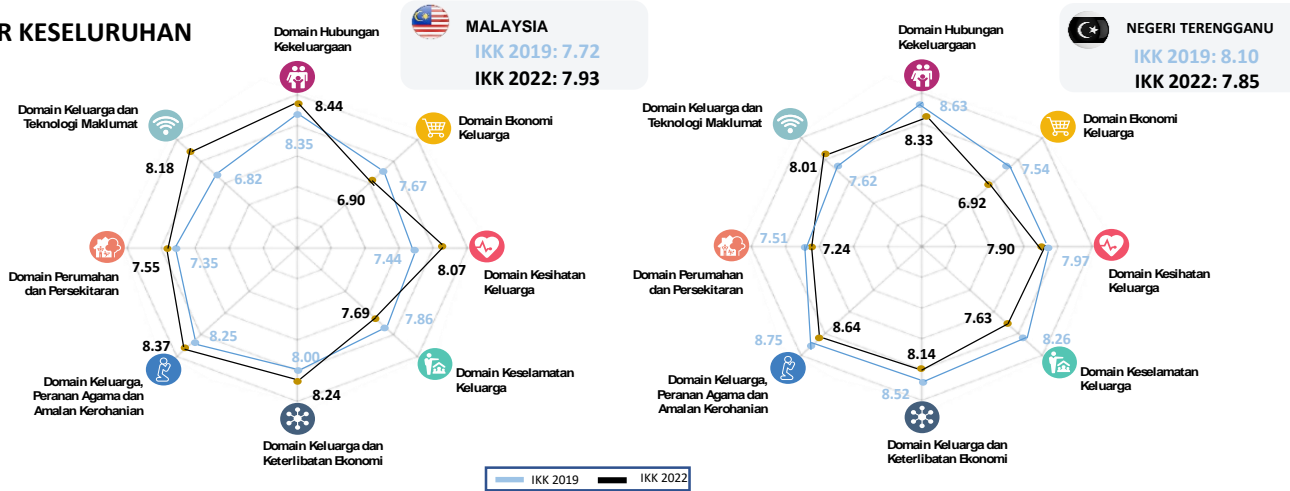 R KESELURUHAN
MALAYSIA
IKK 2019: 7.72
IKK 2022: 7.93
Domain Hubungan
Kekeluargaan
8.44
8.35
Domain Ekonomi
Keluarga
7.67
6.90
Domain Kesihatan
Keluarga
7.44
8.07
Domain Keselamatan
Keluarga
7.69
7.86
Domain Keluarga dan
Keterlibatan Ekonomi
8.00
8.24
Domain Keluarga,
Peranan Agama dan
Amalan Kerohanian
8.25
8.37
Domain Perumahan
dan Persekitaran
7.55
7.35
Domain Keluarga dan
Teknologi Maklumat
8.18
6.82
NEGERI TERENGGANU
IKK 2019: 8.10
IKK 2022: 7.85
Domain Hubungan
Kekeluargaan
8.63
8.33
Domain Ekonomi
Keluarga
7.54
6.92
Domain Kesihatan
Keluarga
7.90
7.97
Domain Keselamatan
Keluarga
7.63
8.26
Domain Keluarga dan
Keterlibatan Ekonomi
8.14
8.52
Domain Keluarga,
Peranan Agama dan
Amalan Kerohanian
8.64
8.75
Domain Perumahan
dan Persekitaran
7.51
7.24
Domain Keluarga dan
Teknologi Maklumat
8.01
7.62
IKK 2019
IKK 2022